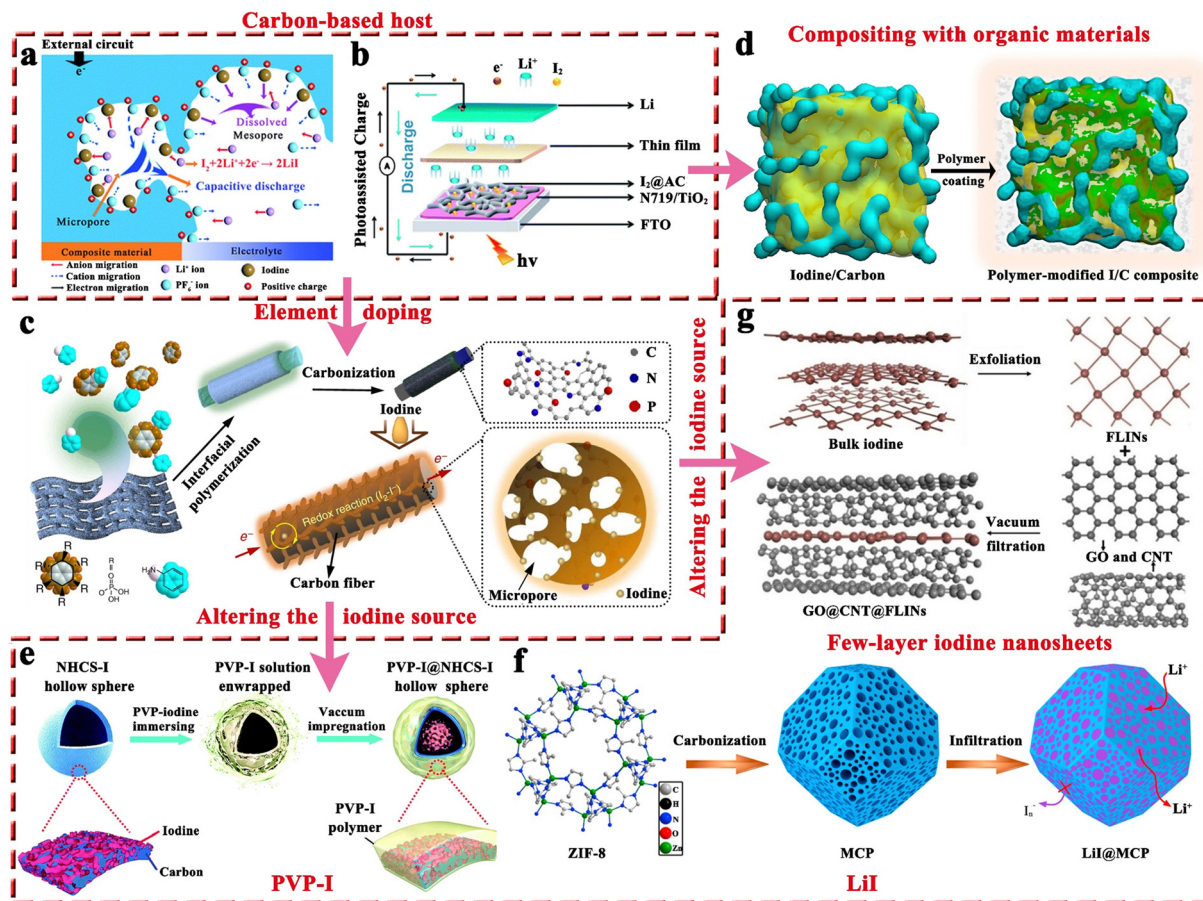 Carbon-based host
a
External circuit
e⁻
Dissolved
Mesopore
I₂+2Li⁺+2e⁻→ 2LiI
Capacitive discharge
Micropore
Composite material
Electrolyte
Anion migration
Cation migration
Electron migration
Li⁺ ion
PF₆⁻ ion
Iodine
Positive charge
b
e⁻
Li⁺
I₂
Photoassisted Charge
Discharge
A
Li
Thin film
I₂@AC
N719/TiO₂
FTO
hv
d
Compositing with organic materials
Polymer
coating
Iodine/Carbon
Polymer-modified I/C composite
Element doping
c
Interfacial
polymerization
Carbonization
C
N
P
Iodine
Redox reaction (I₂-I⁻)
e⁻
e⁻
Carbon fiber
Micropore
Iodine
R
R
R
R
R
R
R
O
P
OH
OH
H₂N
Altering the iodine source
g
Bulk iodine
Exfoliation
FLINs
+
GO and CNT
Vacuum
filtration
GO@CNT@FLINs
Few-layer iodine nanosheets
Altering the iodine source
e
NHCS-I
hollow sphere
PVP-iodine
immersing
PVP-I solution
enwrapped
Vaccum
impregnation
PVP-I@NHCS-I
hollow sphere
Iodine
Carbon
PVP-I
polymer
PVP-I
f
ZIF-8
C
H
N
O
Zn
Carbonization
MCP
Infiltration
Li⁺
Li⁺
Iₙ⁻
LiI@MCP
LiI